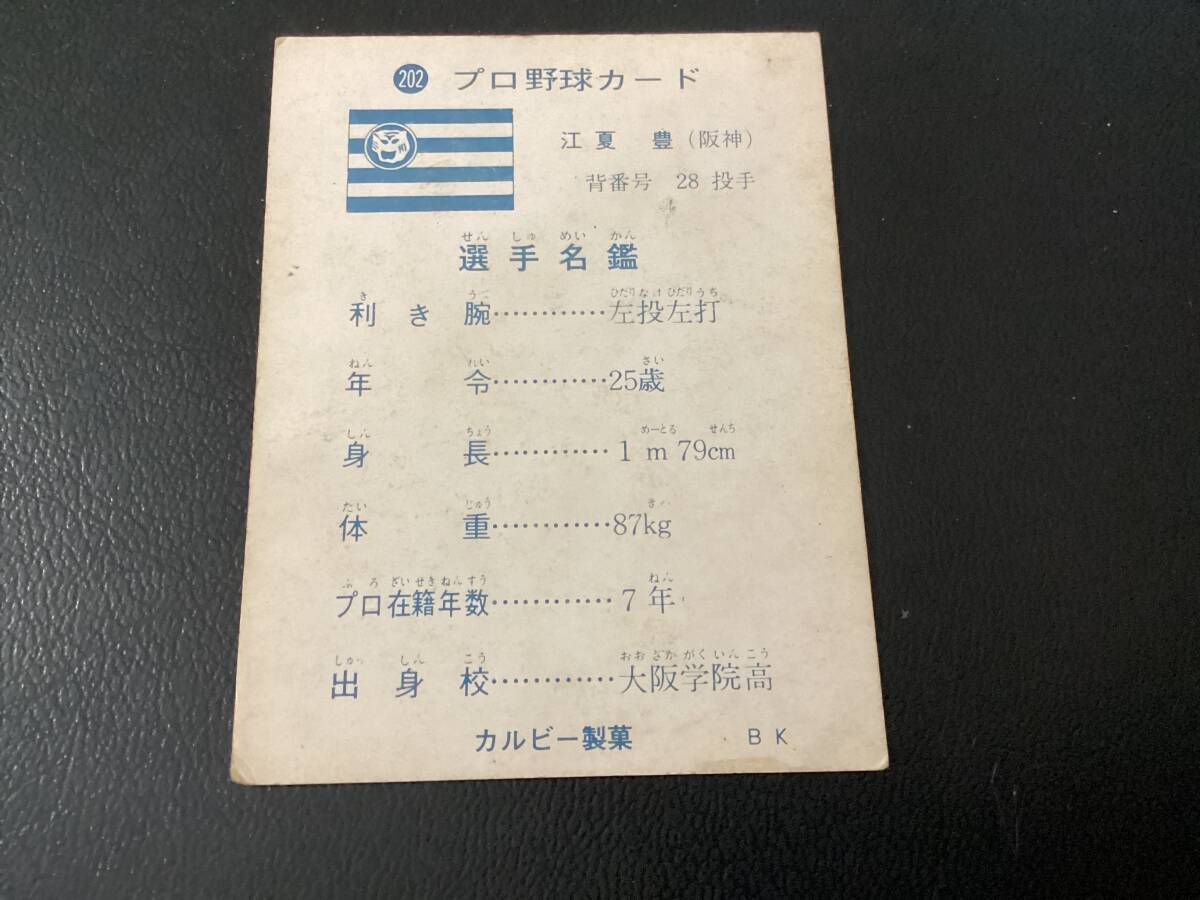 202 プロ野球カード
江夏 豊(阪神)
背番号 28 投手
せん しゅ めい かん
選手名鑑
き うで ひだりなげひだりうち
利き腕…………左投左打
ねん れい さい
年令…………25歳
しん ちょう めーとる せんち
身長…………1m79cm
たい じゅう
体重…………87kg
ぷろ ざいせきねんすう ねん
プロ在籍年数…………7年
しゅっ しん こう おおざかがくいんこう
出身校…………大阪学院高
カルビー製菓 BK